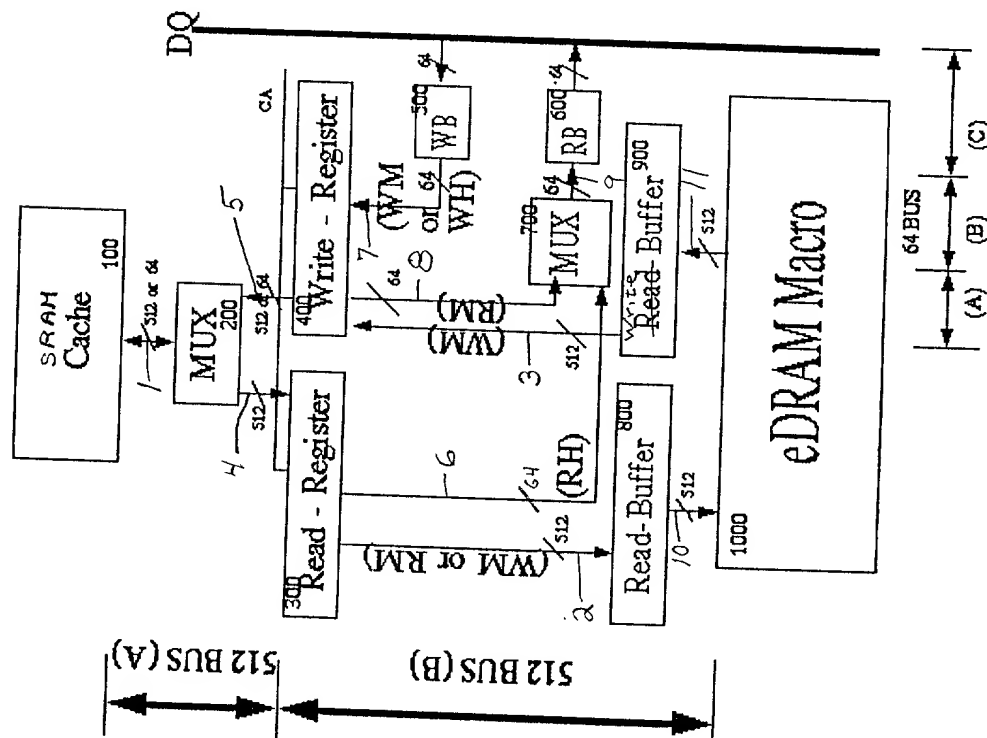 DQ
CA
SRAM
Cache
100
1
512 or 64
MUX
200
4
512
5
512 or 64
300
Read - Register
400
Write - Register
500
WB
64
64
7
(WM
or
WH)
8
64
(RM)
(WM)
3
512
6
64
(RH)
(WM or RM)
512
2
700
MUX
64
9
600
RB
64
800
Read-Buffer
10
512
Write
Read-Buffer
900
11
512
1000
eDRAM Macro
512 BUS (A)
512 BUS (B)
64 BUS
(A)
(B)
(C)